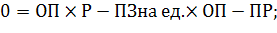 0 = ОП × Р − ПЗна ед.× ОП − ПР;